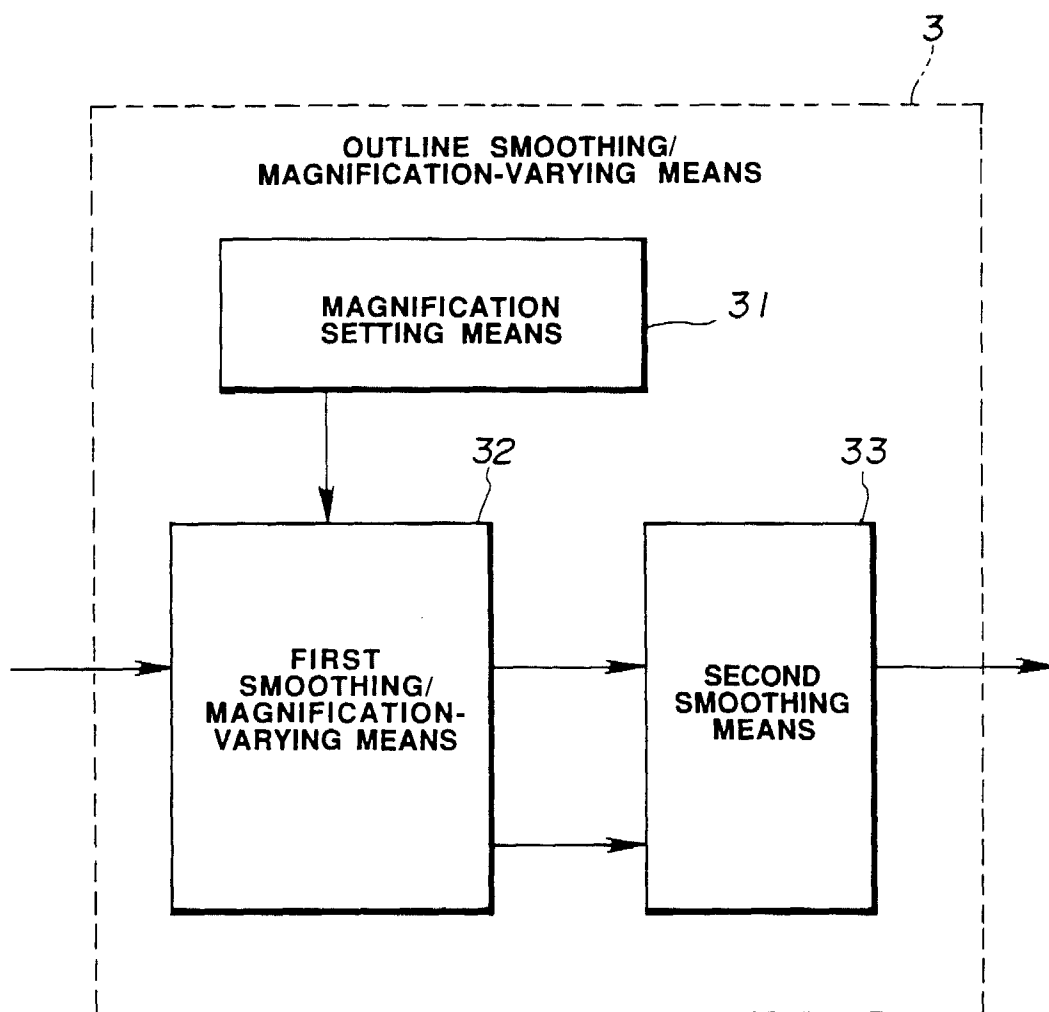 3
OUTLINE SMOOTHING/
MAGNIFICATION-VARYING MEANS
MAGNIFICATION
SETTING MEANS
31
32
33
FIRST
SMOOTHING/
MAGNIFICATION-
VARYING MEANS
SECOND
SMOOTHING
MEANS